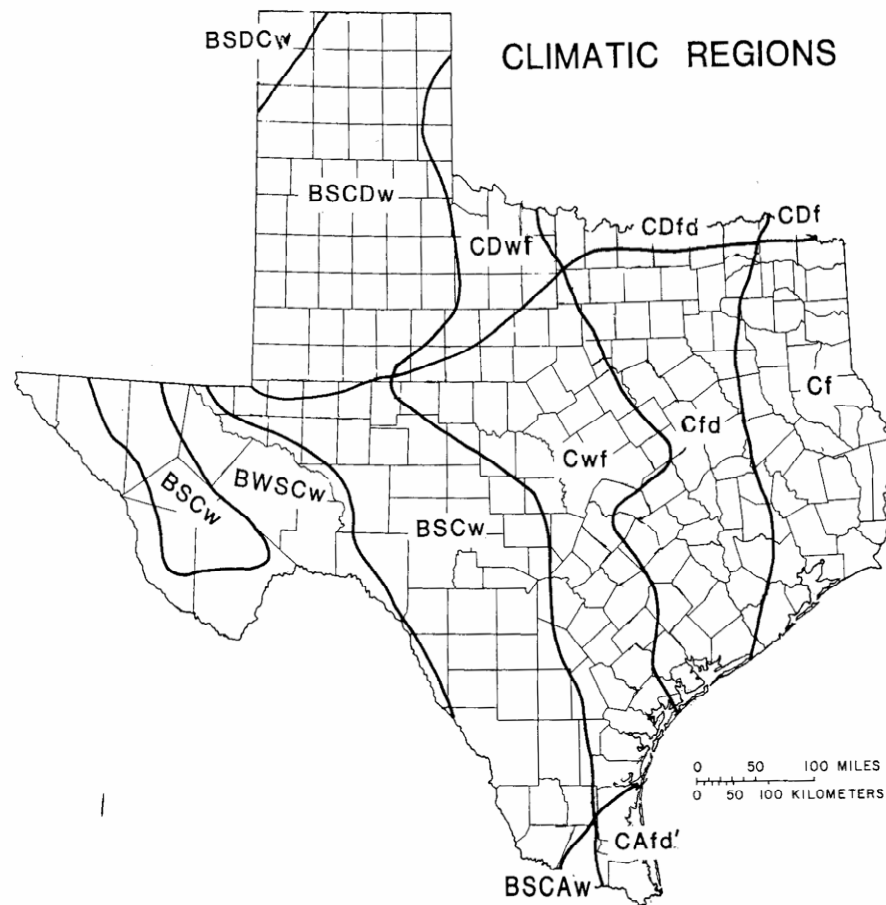 BSDCw
CLIMATIC REGIONS
BSCDw
CDwf
CDfd
CDf
Cf
Cfd
Cwf
BSCw
BWSCw
BSCw
0 50 100 MILES
0 50 100 KILOMETERS
CAfd'
BSCAw